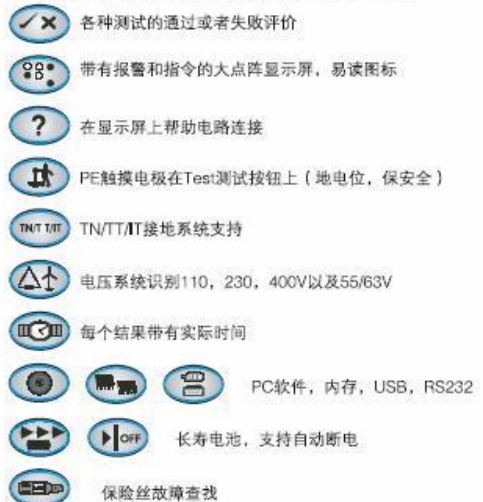 各种测试的通过或者失败评价
带有报警和指令的大点阵显示屏，易读图标
? 在显示屏上帮助电路连接
PE触摸电极在Test测试按钮上（地电位，保安全）
TN/T T/IT TN/TT/IT接地系统支持
电压系统识别110，230，400V以及55/63V
每个结果带有实际时间
PC软件，内存，USB，RS232
OFF 长寿电池，支持自动断电
保险丝故障查找